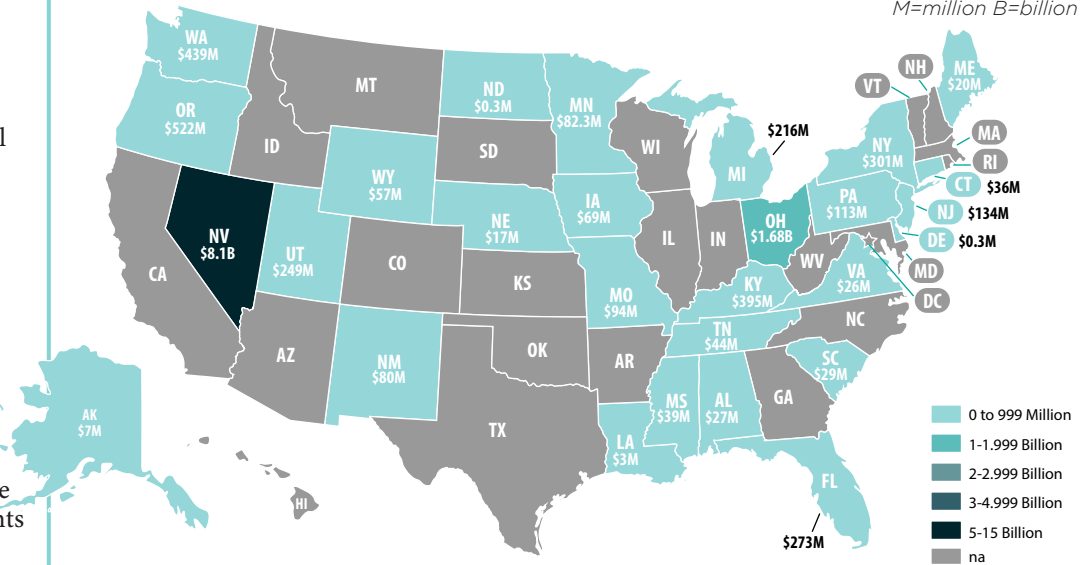 M=million B=billion
WA
$439M
OR
$522M
l
MT
ID
ND
$0.3M
MN
$82.3M
SD
WI
WY
$57M
NE
$17M
IA
$69M
MI
$216M
NH
VT
ME
$20M
MA
RI
NY
$301M
CT $36M
NJ $134M
DE $0.3M
MD
DC
PA
$113M
OH
$1.68B
NV
$8.1B
UT
$249M
CO
CA
KS
MO
$94M
IL
IN
WV
VA
$26M
KY
$395M
NC
TN
$44M
SC
$29M
AZ
NM
$80M
OK
AR
TX
MS
$39M
AL
$27M
GA
LA
$3M
FL
$273M
AK
$7M
HI
e
nts
0 to 999 Million
1-1.999 Billion
2-2.999 Billion
3-4.999 Billion
5-15 Billion
na